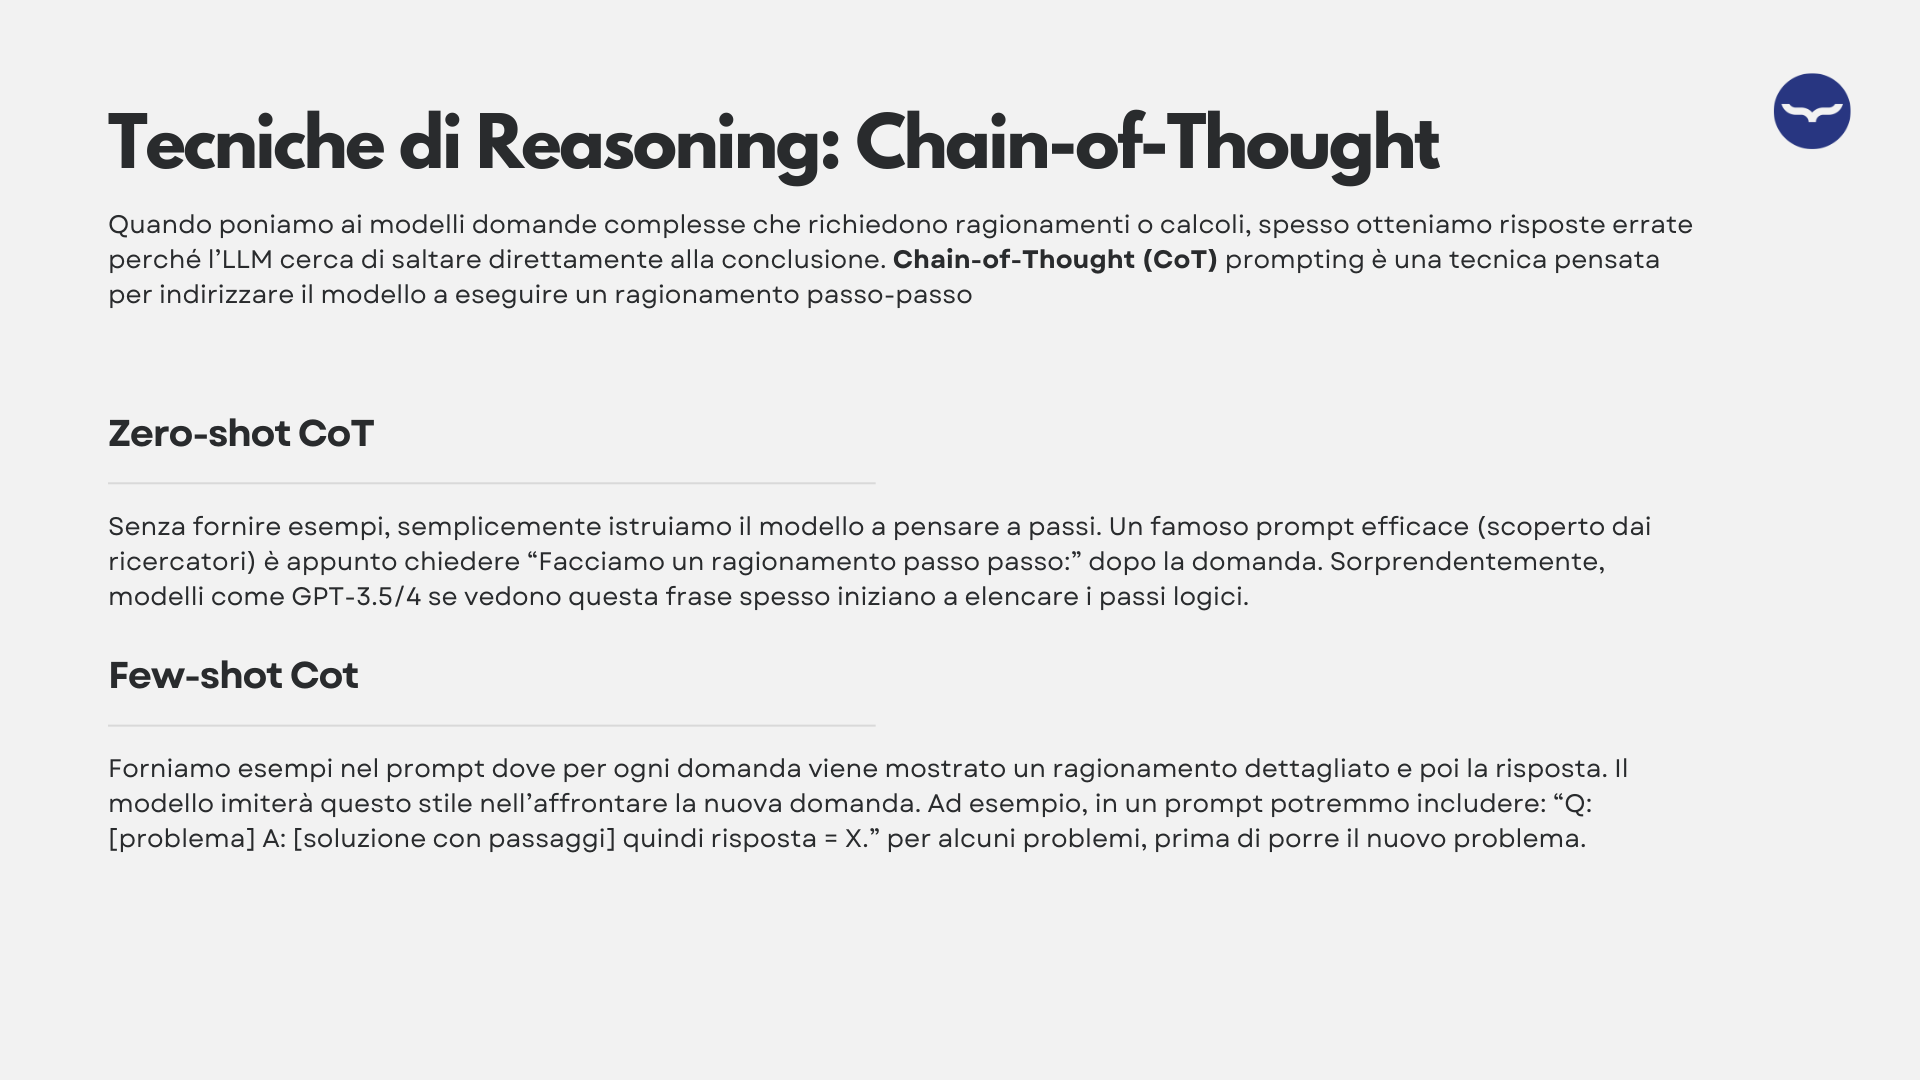 Tecniche di Reasoning: Chain-of-Thought
Quando poniamo ai modelli domande complesse che richiedono ragionamenti o calcoli, spesso otteniamo risposte errate
perché l’LLM cerca di saltare direttamente alla conclusione. Chain-of-Thought (CoT) prompting è una tecnica pensata
per indirizzare il modello a eseguire un ragionamento passo-passo
Zero-shot CoT
Senza fornire esempi, semplicemente istruiamo il modello a pensare a passi. Un famoso prompt efficace (scoperto dai
ricercatori) è appunto chiedere “Facciamo un ragionamento passo passo:” dopo la domanda. Sorprendentemente,
modelli come GPT-3.5/4 se vedono questa frase spesso iniziano a elencare i passi logici.
Few-shot Cot
Forniamo esempi nel prompt dove per ogni domanda viene mostrato un ragionamento dettagliato e poi la risposta. Il
modello imiterà questo stile nell’affrontare la nuova domanda. Ad esempio, in un prompt potremmo includere: “Q:
[problema] A: [soluzione con passaggi] quindi risposta = X.” per alcuni problemi, prima di porre il nuovo problema.